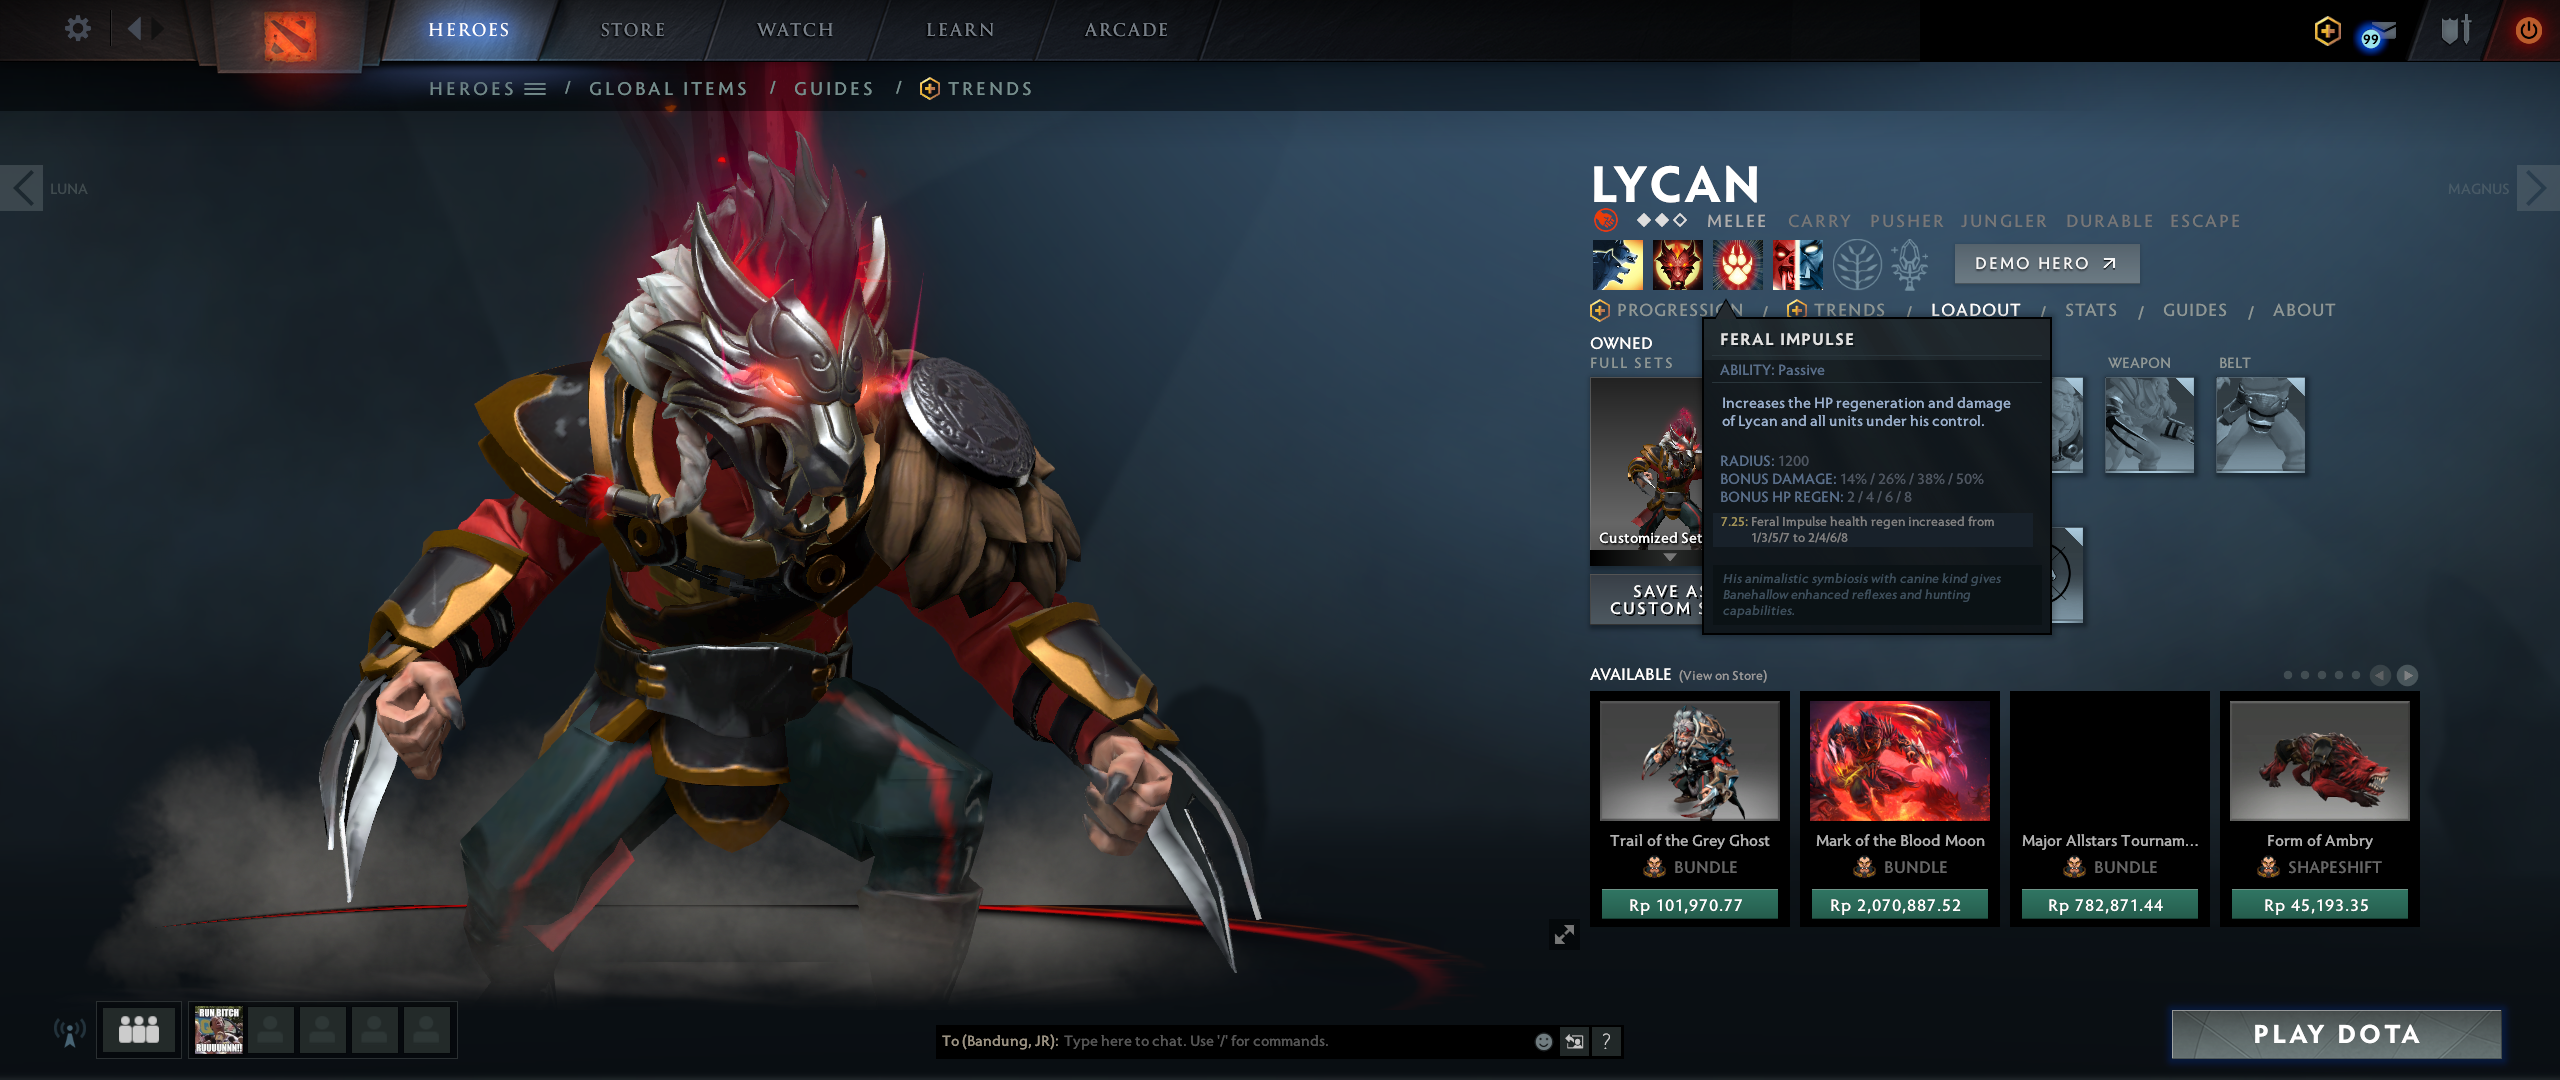 HEROES
STORE
WATCH
LEARN
ARCADE
99
HEROES / GLOBAL ITEMS / GUIDES / TRENDS
LUNA
MAGNUS
LYCAN
MELEE CARRY PUSHER JUNGLER DURABLE ESCAPE
DEMO HERO
PROGRESSION / TRENDS / LOADOUT / STATS / GUIDES / ABOUT
OWNED
FULL SETS
WEAPON
BELT
Customized Set
SAVE AS
CUSTOM S
FERAL IMPULSE
ABILITY: Passive
Increases the HP regeneration and damage
of Lycan and all units under his control.
RADIUS: 1200
BONUS DAMAGE: 14% / 26% / 38% / 50%
BONUS HP REGEN: 2 / 4 / 6 / 8
7.25: Feral Impulse health regen increased from
1/3/5/7 to 2/4/6/8
His animalistic symbiosis with canine kind gives
Banehallow enhanced reflexes and hunting
capabilities.
AVAILABLE (View on Store)
Trail of the Grey Ghost
BUNDLE
Rp 101,970.77
Mark of the Blood Moon
BUNDLE
Rp 2,070,887.52
Major Allstars Tournam...
BUNDLE
Rp 782,871.44
Form of Ambry
SHAPESHIFT
Rp 45,193.35
RUN BITCH
RUUUUNNN!!
To (Bandung, JR): Type here to chat. Use '/' for commands.
?
PLAY DOTA